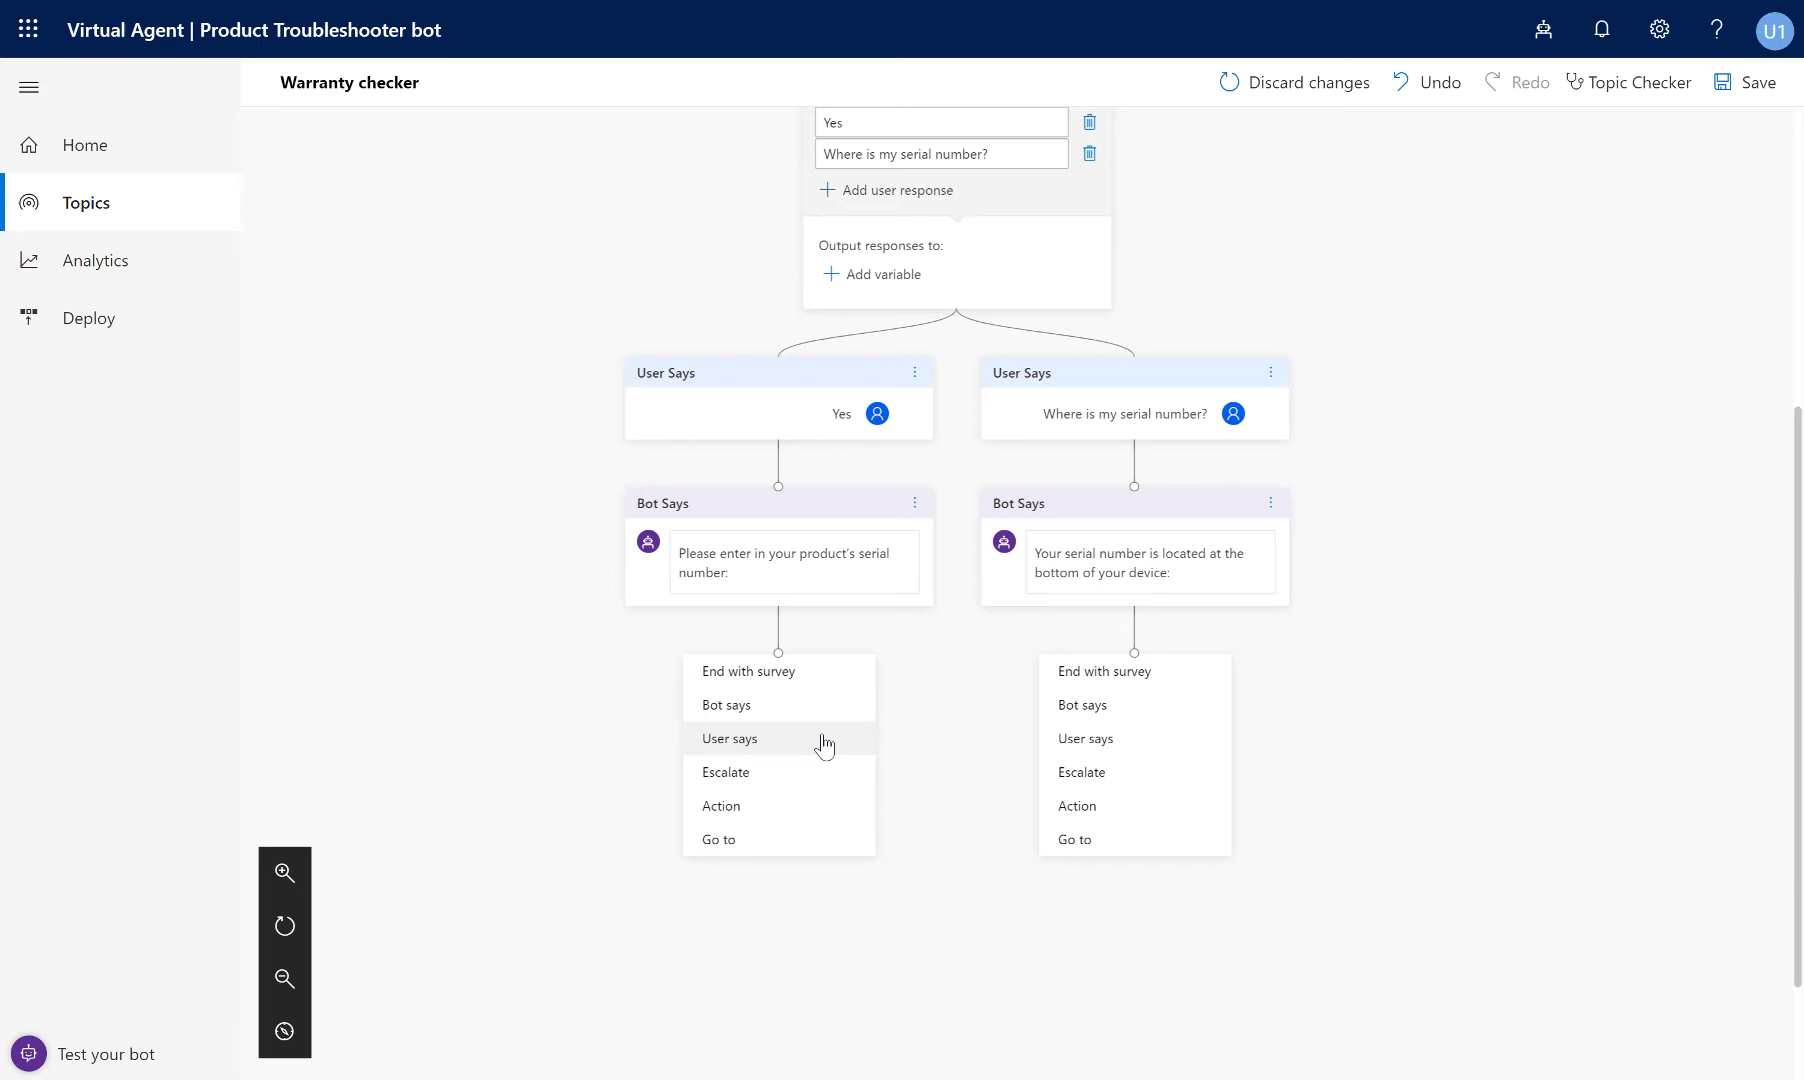 Virtual Agent | Product Troubleshooter bot
U1
Warranty checker
Discard changes
Undo
Redo
Topic Checker
Save
Home
Topics
Analytics
Deploy
Yes
Where is my serial number?
Add user response
Output responses to:
Add variable
User Says
Yes
User Says
Where is my serial number?
Bot Says
Please enter in your product's serial
number:
Bot Says
Your serial number is located at the
bottom of your device:
End with survey
Bot says
User says
Escalate
Action
Go to
End with survey
Bot says
User says
Escalate
Action
Go to
Test your bot